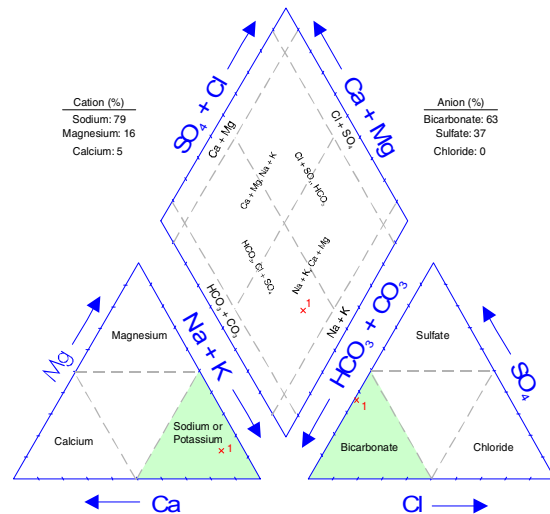 Cation (%)
Sodium: 79
Magnesium: 16
Calcium: 5
Anion (%)
Bicarbonate: 63
Sulfate: 37
Chloride: 0
SO₄ + Cl
Ca + Mg
Ca + Mg
Cl + SO₄
Ca + Mg, Na + K
Cl + SO₄, HCO₃
HCO₃, Cl + SO₄
Na + K, Ca + Mg
1
HCO₃ + CO₃
Na + K
Mg
Na + K
HCO₃ + CO₃
SO₄
Magnesium
Calcium
Sodium or
Potassium
1
Sulfate
1
Bicarbonate
Chloride
Ca
Cl